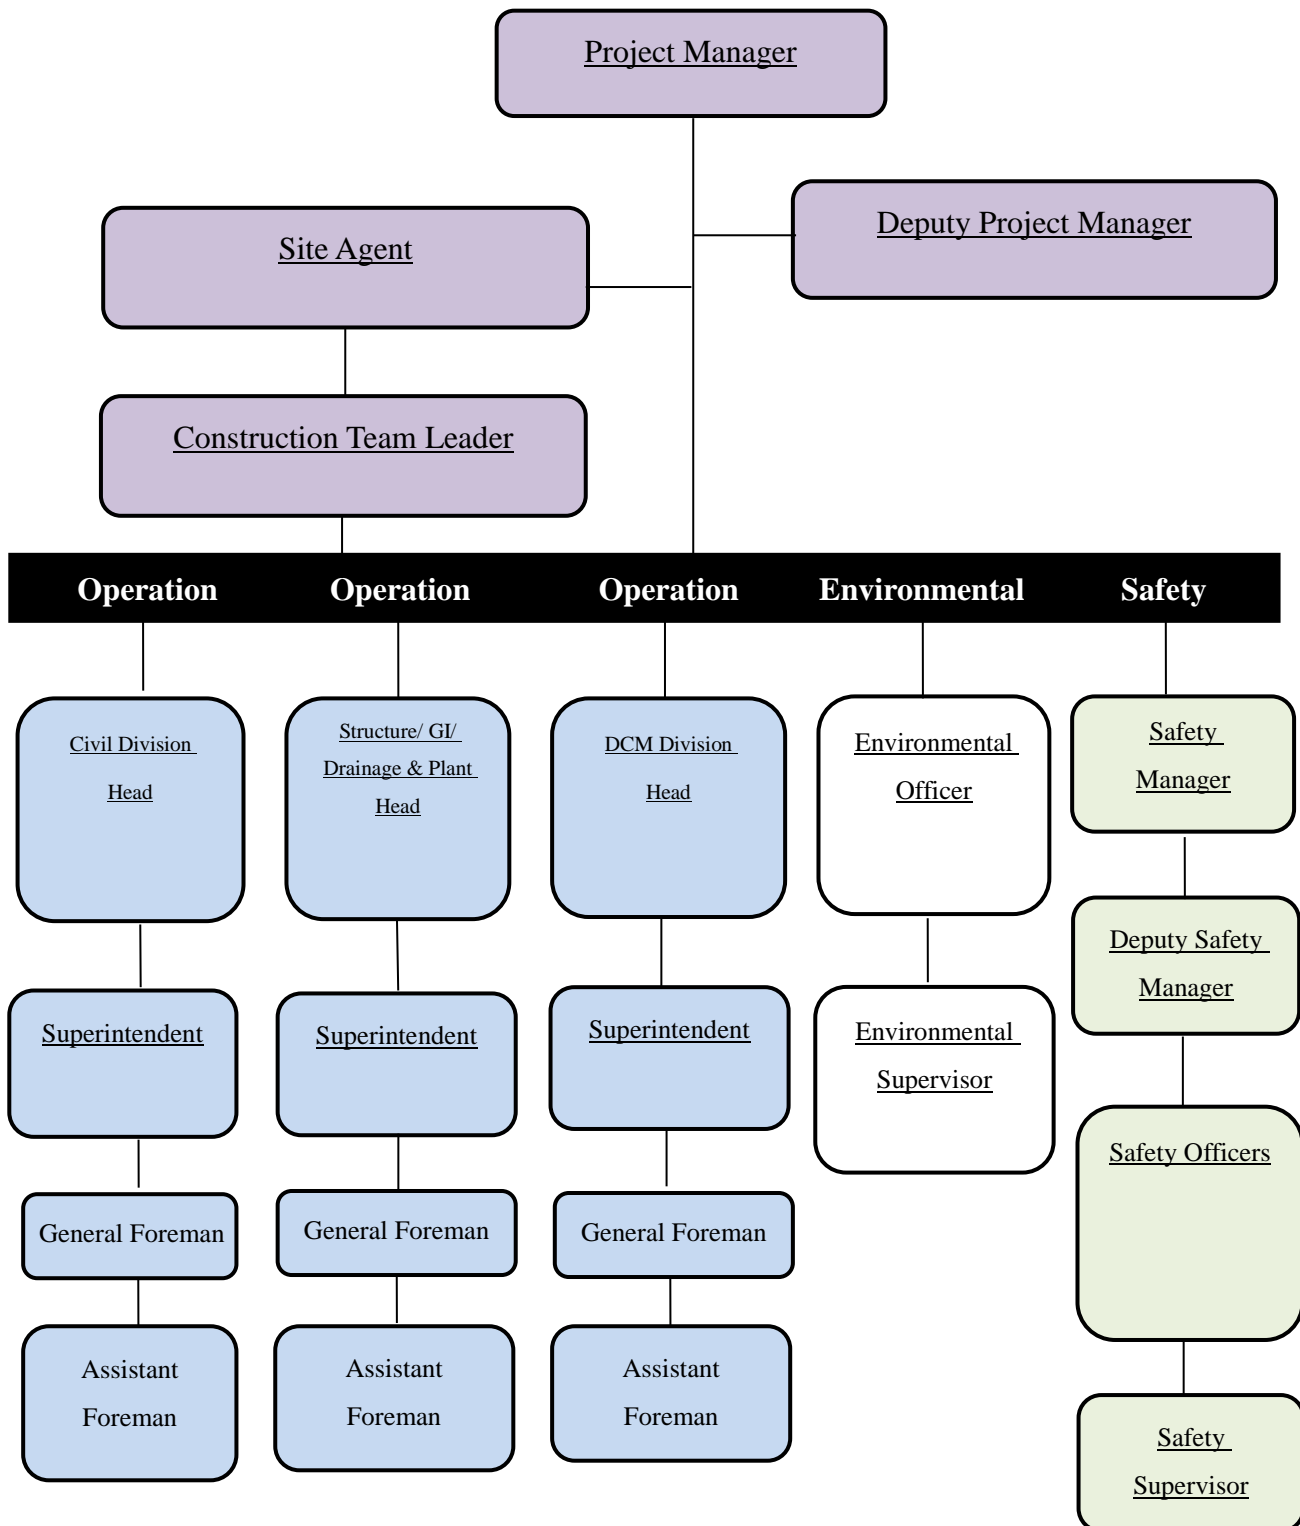 Project Manager
Deputy Project Manager
Site Agent
Construction Team Leader
Operation
Operation
Operation
Environmental
Safety
Civil Division
Head
Structure/ GI/
Drainage & Plant
Head
DCM Division
Head
Environmental
Officer
Safety
Manager
Deputy Safety
Manager
Superintendent
Superintendent
Superintendent
Environmental
Supervisor
Safety Officers
General Foreman
General Foreman
General Foreman
Assistant
Foreman
Assistant
Foreman
Assistant
Foreman
Safety
Supervisor